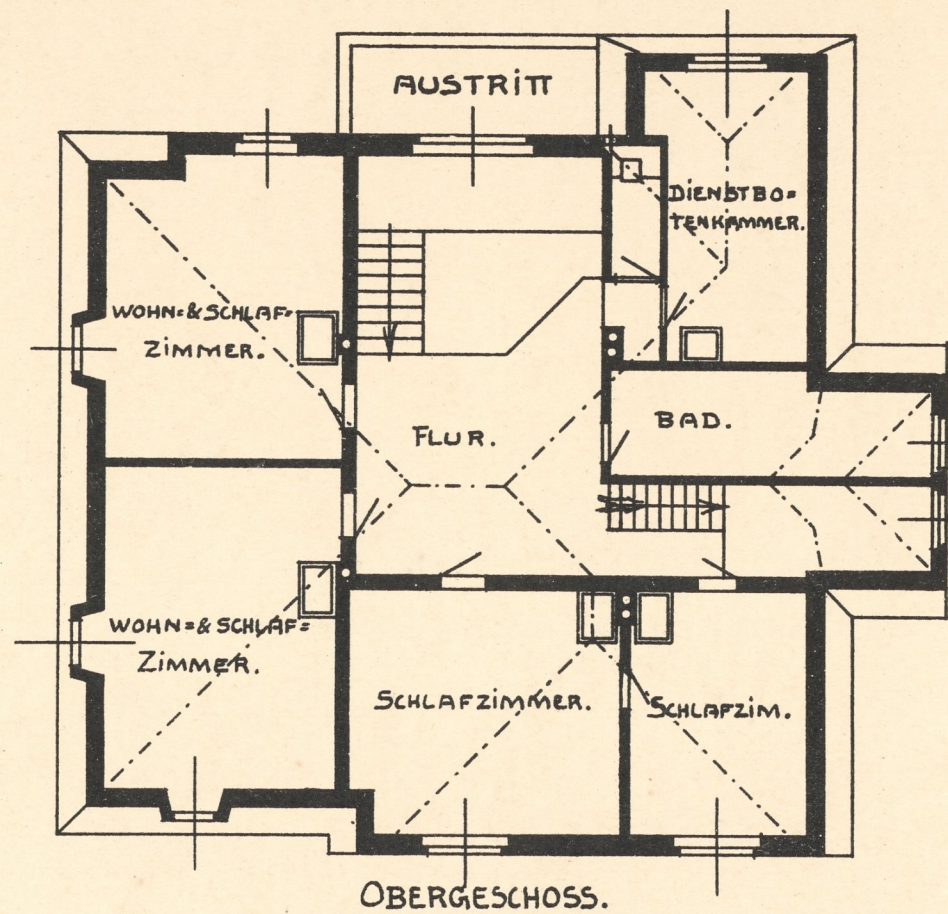 AUSTRITT
DIENSTBO=
TENKAMMER.
WOHN=&SCHLAF=
ZIMMER.
FLUR.
BAD.
WOHN=&SCHLAF=
ZIMMER.
SCHLAFZIMMER.
SCHLAFZIM.
OBERGESCHOSS.